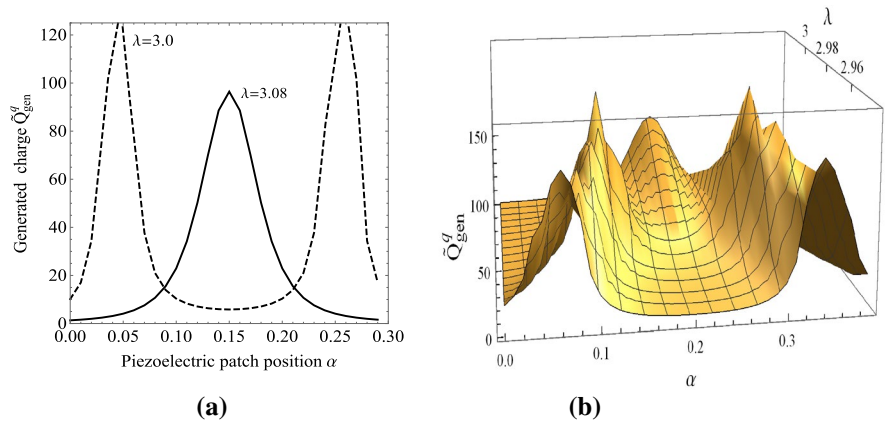 120
100
80
60
40
20
0
Generated charge Q̃^q_gen
λ=3.0
λ=3.08
0.00 0.05 0.10 0.15 0.20 0.25 0.30
Piezoelectric patch position α
(a)
λ
3
2.98
2.96
150
100
50
0
Q̃^q_gen
0.0 0.1 0.2 0.3
α
(b)